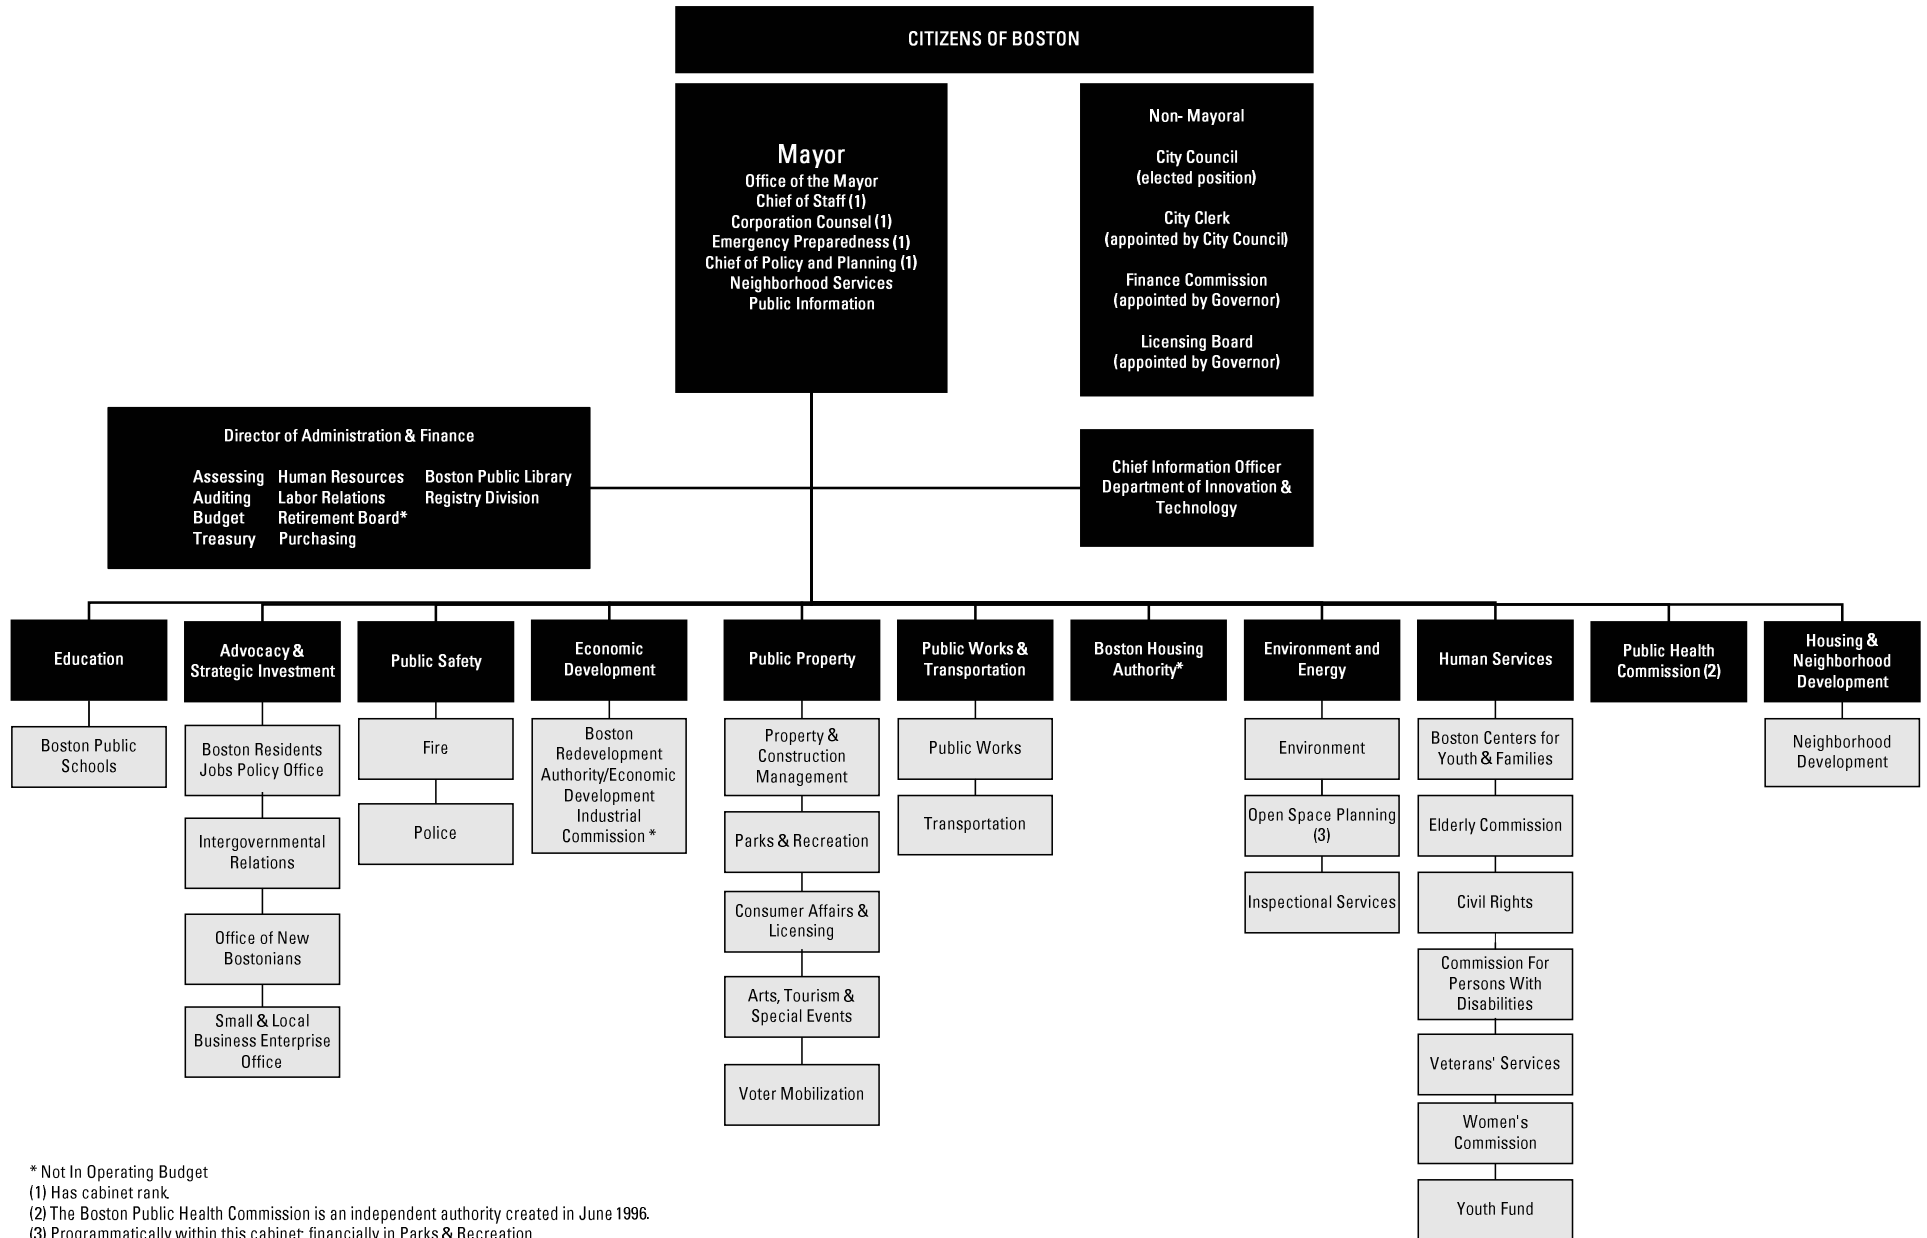 CITIZENS OF BOSTON
Mayor
Office of the Mayor
Chief of Staff (1)
Corporation Counsel (1)
Emergency Preparedness (1)
Chief of Policy and Planning (1)
Neighborhood Services
Public Information
Non- Mayoral
City Council
(elected position)
City Clerk
(appointed by City Council)
Finance Commission
(appointed by Governor)
Licensing Board
(appointed by Governor)
Director of Administration & Finance
Assessing Human Resources Boston Public Library
Auditing Labor Relations Registry Division
Budget Retirement Board*
Treasury Purchasing
Chief Information Officer
Department of Innovation &
Technology
Education
Boston Public
Schools
Advocacy &
Strategic Investment
Boston Residents
Jobs Policy Office
Intergovernmental
Relations
Office of New
Bostonians
Small & Local
Business Enterprise
Office
Public Safety
Fire
Police
Economic
Development
Boston
Redevelopment
Authority/Economic
Development
Industrial
Commission *
Public Property
Property &
Construction
Management
Parks & Recreation
Consumer Affairs &
Licensing
Arts, Tourism &
Special Events
Voter Mobilization
Public Works &
Transportation
Public Works
Transportation
Boston Housing
Authority*
Environment and
Energy
Environment
Open Space Planning
(3)
Inspectional Services
Human Services
Boston Centers for
Youth & Families
Elderly Commission
Civil Rights
Commission For
Persons With
Disabilities
Veterans' Services
Women's
Commission
Youth Fund
Public Health
Commission (2)
Housing &
Neighborhood
Development
Neighborhood
Development
* Not In Operating Budget
(1) Has cabinet rank.
(2) The Boston Public Health Commission is an independent authority created in June 1996.
(3) Programmatically within this cabinet; financially in Parks & Recreation